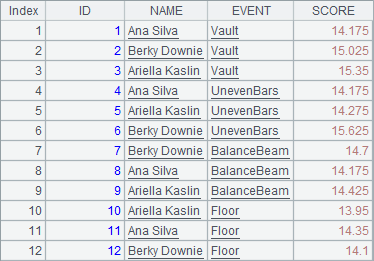 Index ID NAME EVENT SCORE
1 1 Ana Silva Vault 14.175
2 2 Berky Downie Vault 15.025
3 3 Ariella Kaslin Vault 15.35
4 4 Ana Silva UnevenBars 14.175
5 5 Ariella Kaslin UnevenBars 14.275
6 6 Berky Downie UnevenBars 15.625
7 7 Berky Downie BalanceBeam 14.7
8 8 Ana Silva BalanceBeam 14.175
9 9 Ariella Kaslin BalanceBeam 14.425
10 10 Ariella Kaslin Floor 13.95
11 11 Ana Silva Floor 14.35
12 12 Berky Downie Floor 14.1